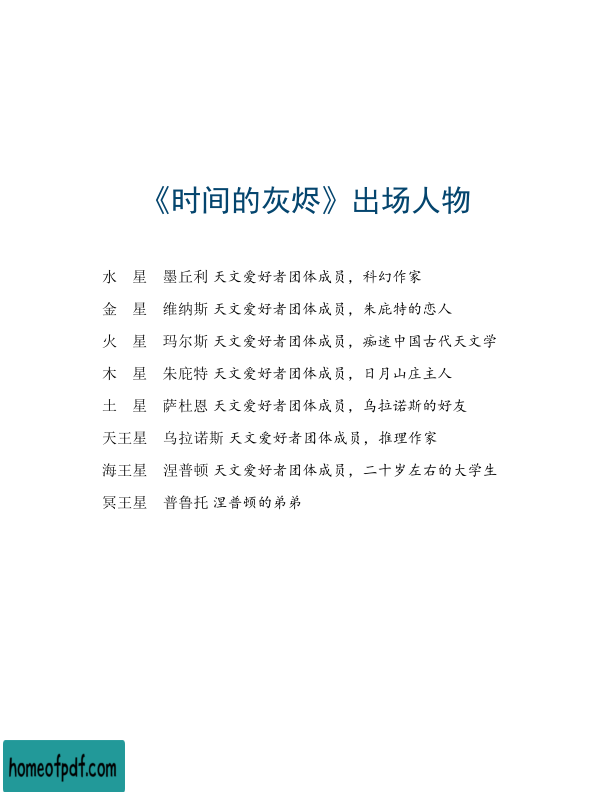 《时间的灰烬》出场人物
水　星　墨丘利 天文爱好者团体成员，科幻作家
金　星　维纳斯 天文爱好者团体成员，朱庇特的恋人
火　星　玛尔斯 天文爱好者团体成员，痴迷中国古代天文学
木　星　朱庇特 天文爱好者团体成员，日月山庄主人
土　星　萨杜恩 天文爱好者团体成员，乌拉诺斯的好友
天王星　乌拉诺斯 天文爱好者团体成员，推理作家
海王星　涅普顿 天文爱好者团体成员，二十岁左右的大学生
冥王星　普鲁托 涅普顿的弟弟
homeofpdf.com